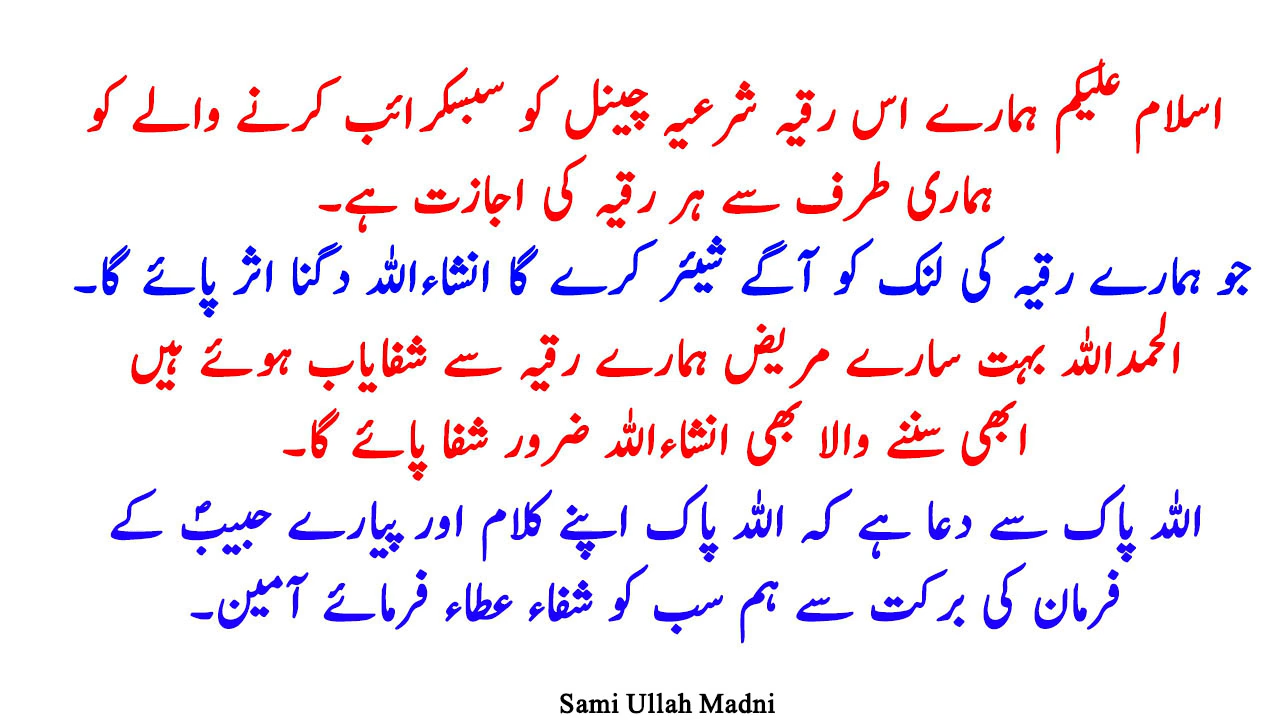 اسلام علیکم ہمارے اس رقیہ شرعیہ چینل کو سبسکرائب کرنے والے کو
ہماری طرف سے ہر رقیہ کی اجازت ہے۔
جو ہمارے رقیہ کی لنک کو آگے شیئر کرے گا انشاءاللہ دگنا اثر پائے گا۔
الحمداللہ بہت سارے مریض ہمارے رقیہ سے شفایاب ہوئے ہیں
ابھی سننے والا بھی انشاءاللہ ضرور شفا پائے گا۔
اللہ پاک سے دعا ہے کہ اللہ پاک اپنے کلام اور پیارے حبیبؐ کے
فرمان کی برکت سے ہم سب کو شفاء عطاء فرمائے آمین۔
Sami Ullah Madni